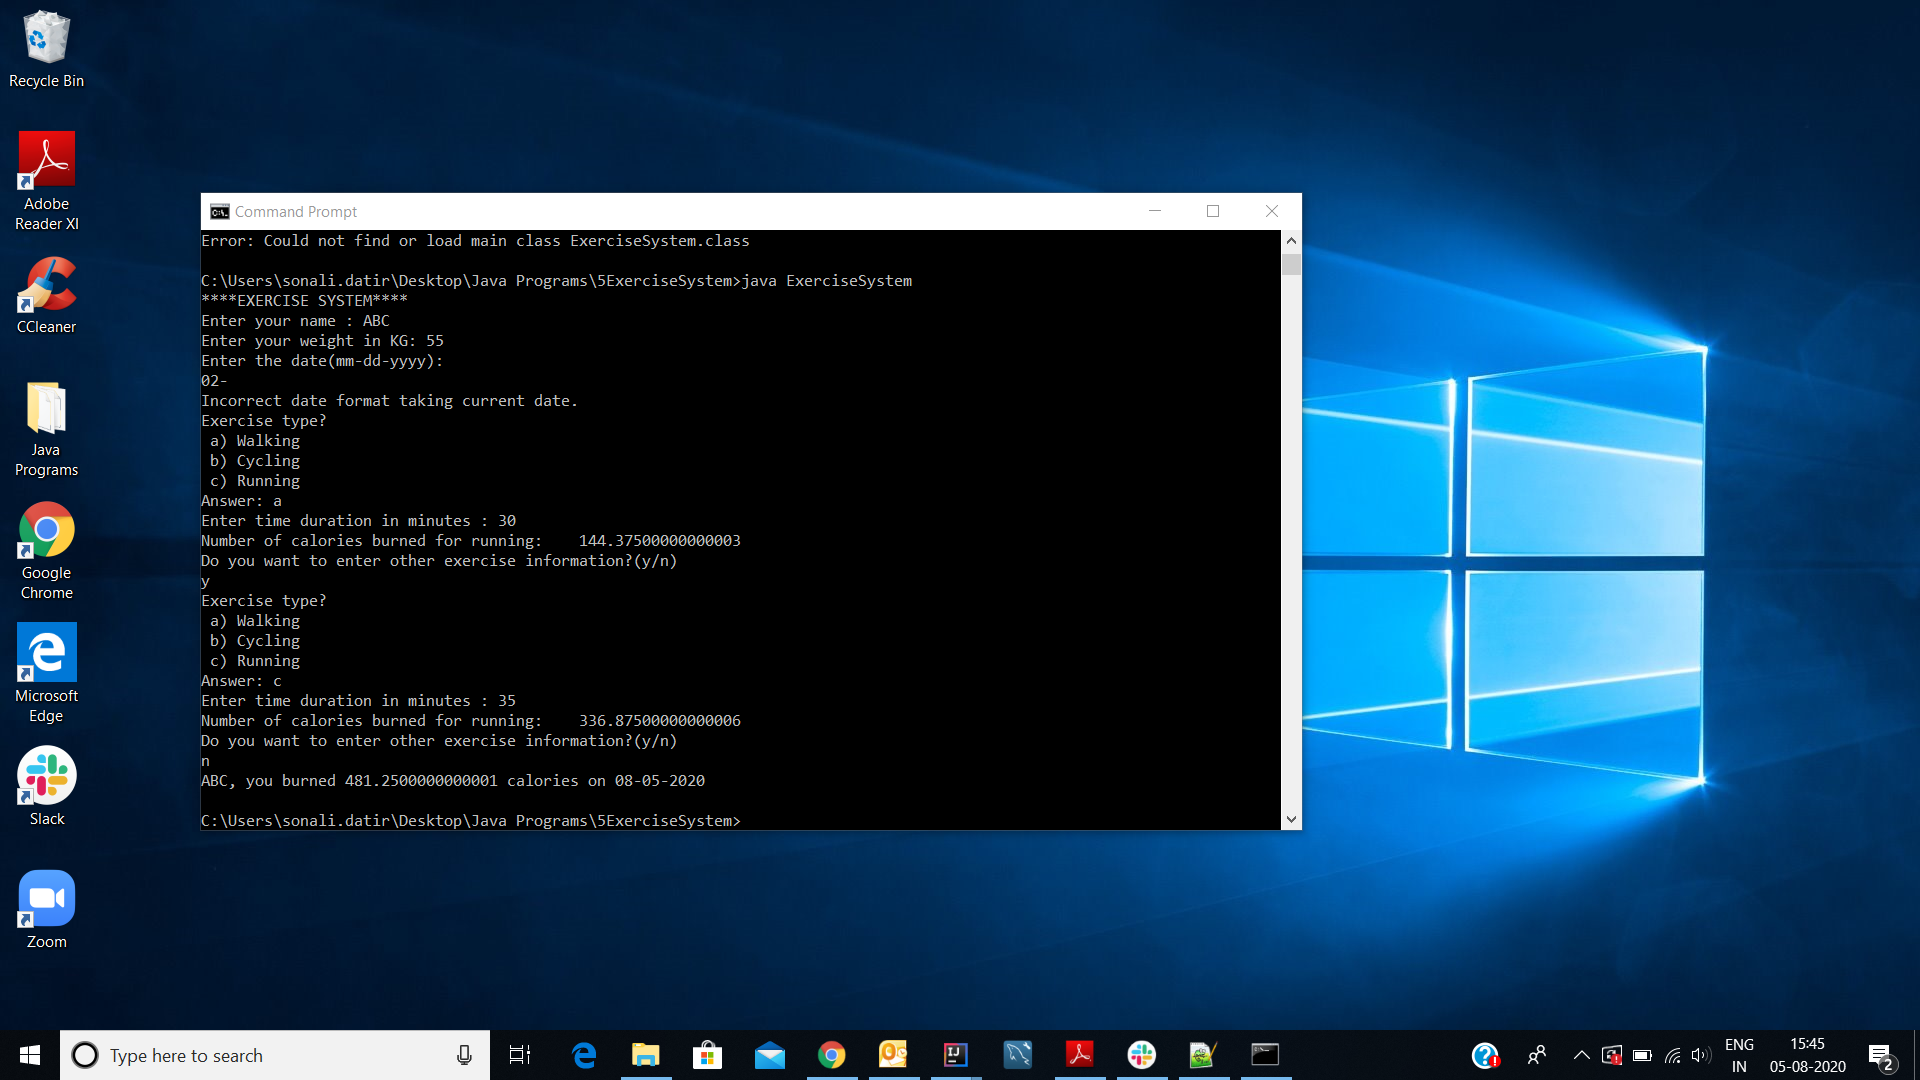 Recycle Bin
Adobe
Reader XI
CCleaner
Java
Programs
Google
Chrome
Microsoft
Edge
Slack
Zoom
Command Prompt
Error: Could not find or load main class ExerciseSystem.class
C:\Users\sonali.datir\Desktop\Java Programs\5ExerciseSystem>java ExerciseSystem
****EXERCISE SYSTEM****
Enter your name : ABC
Enter your weight in KG: 55
Enter the date(mm-dd-yyyy):
02-
Incorrect date format taking current date.
Exercise type?
a) Walking
b) Cycling
c) Running
Answer: a
Enter time duration in minutes : 30
Number of calories burned for running:    144.37500000000003
Do you want to enter other exercise information?(y/n)
y
Exercise type?
a) Walking
b) Cycling
c) Running
Answer: c
Enter time duration in minutes : 35
Number of calories burned for running:    336.87500000000006
Do you want to enter other exercise information?(y/n)
n
ABC, you burned 481.2500000000001 calories on 08-05-2020
C:\Users\sonali.datir\Desktop\Java Programs\5ExerciseSystem>
Type here to search
ENG
IN
15:45
05-08-2020
2